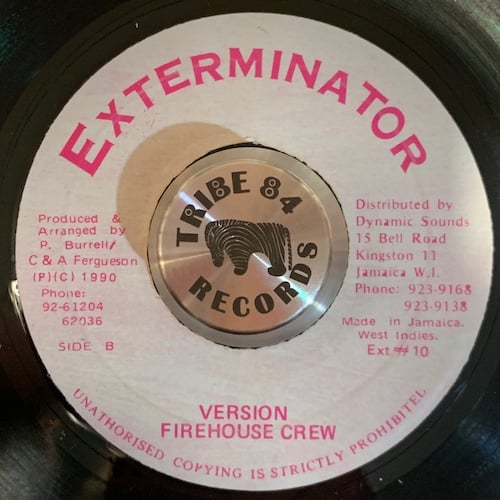 EXTERMINATOR
TRIBE 84
RECORDS
Produced &
Arranged by
P. Burrell/
C & A Fergueson
(P)(C) 1990
Phone:
92-61204
62036
SIDE B
Distributed by
Dynamic Sounds
15 Bell Road
Kingston 11
Jamaica W.I.
Phone: 923-9168
923-9138
Made in Jamaica.
West Indies.
Ext # 10
VERSION
FIREHOUSE CREW
UNATHORISED COPYING IS STRICTLY PROHIBITEL